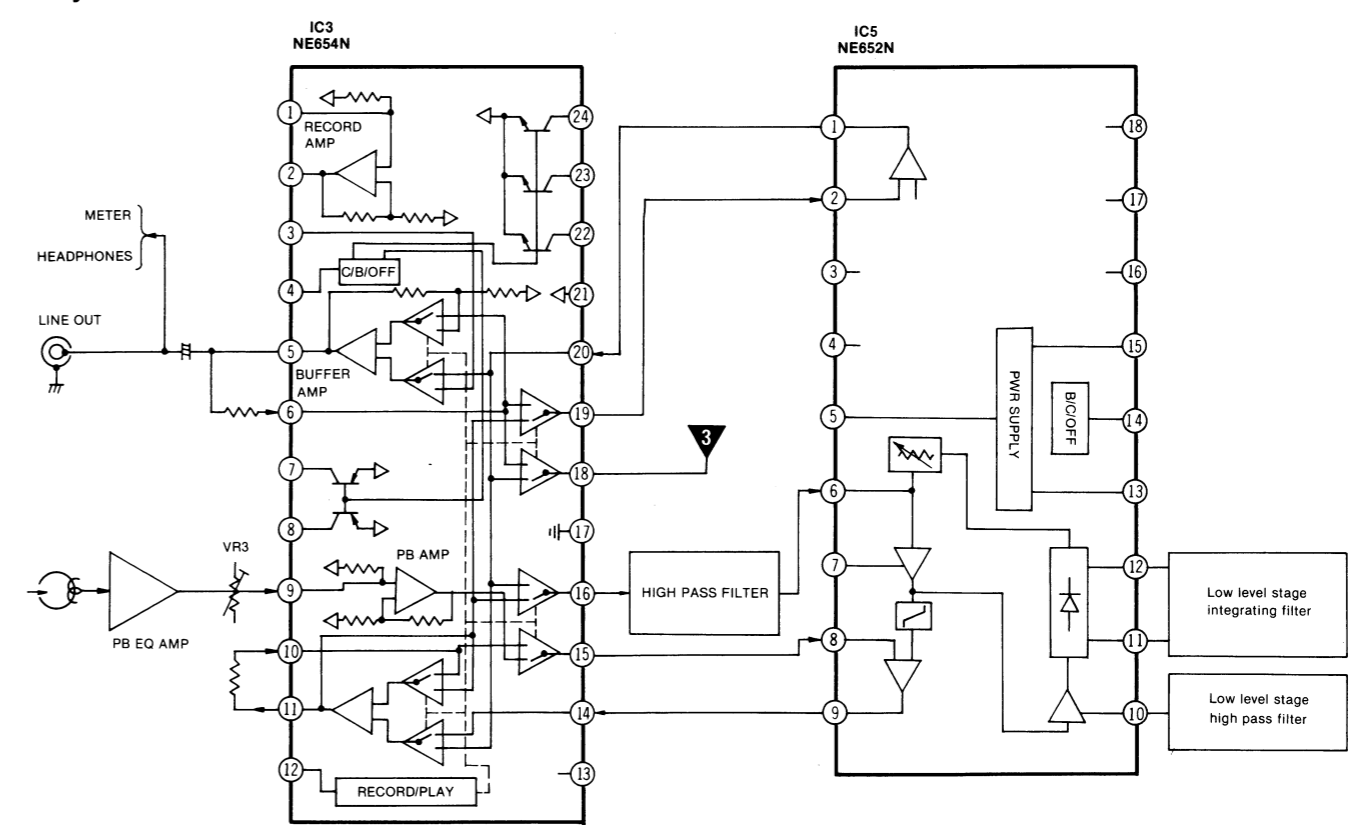 IC3
NE654N
IC5
NE652N
1
RECORD
AMP
2
3
C/B/OFF
4
5
BUFFER
AMP
6
7
8
9
PB AMP
10
11
12
RECORD/PLAY
24
23
22
21
20
19
18
17
16
15
14
13
METER
HEADPHONES
LINE OUT
VR3
PB EQ AMP
3
HIGH PASS FILTER
1
2
3
4
5
6
7
8
9
18
17
16
15
14
13
12
11
10
PWR SUPPLY
B/C/OFF
Low level stage
integrating filter
Low level stage
high pass filter